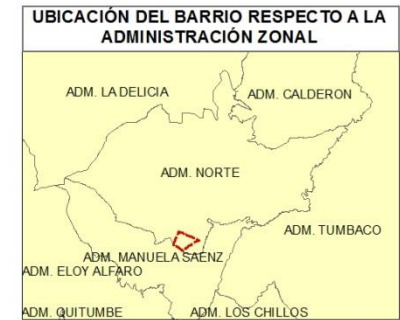 UBICACIÓN DEL BARRIO RESPECTO A LA
ADMINISTRACIÓN ZONAL
ADM. LA DELICIA
ADM. CALDERON
ADM. NORTE
ADM. TUMBACO
ADM. MANUELA SAENZ
ADM. ELOY ALFARO
ADM. QUITUMBE
ADM. LOS CHILLOS